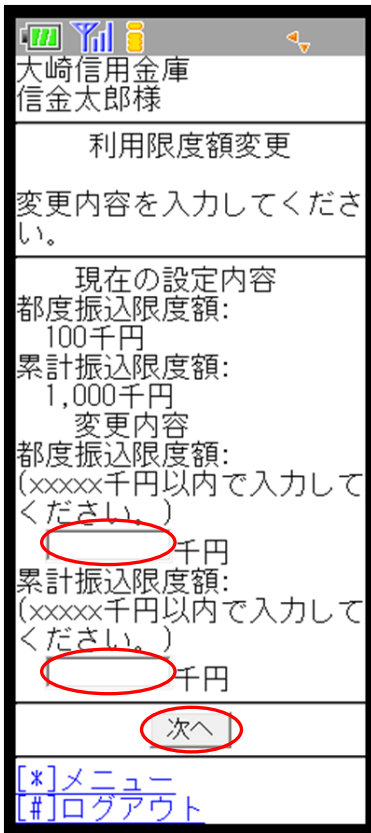 大崎信用金庫
信金太郎様
利用限度額変更
変更内容を入力してくださ
い。
現在の設定内容
都度振込限度額:
100千円
累計振込限度額:
1,000千円
変更内容
都度振込限度額:
(xxxxx千円以内で入力して
ください。)
千円
累計振込限度額:
(xxxxx千円以内で入力して
ください。)
千円
次へ
[*]メニュー
[#]ログアウト